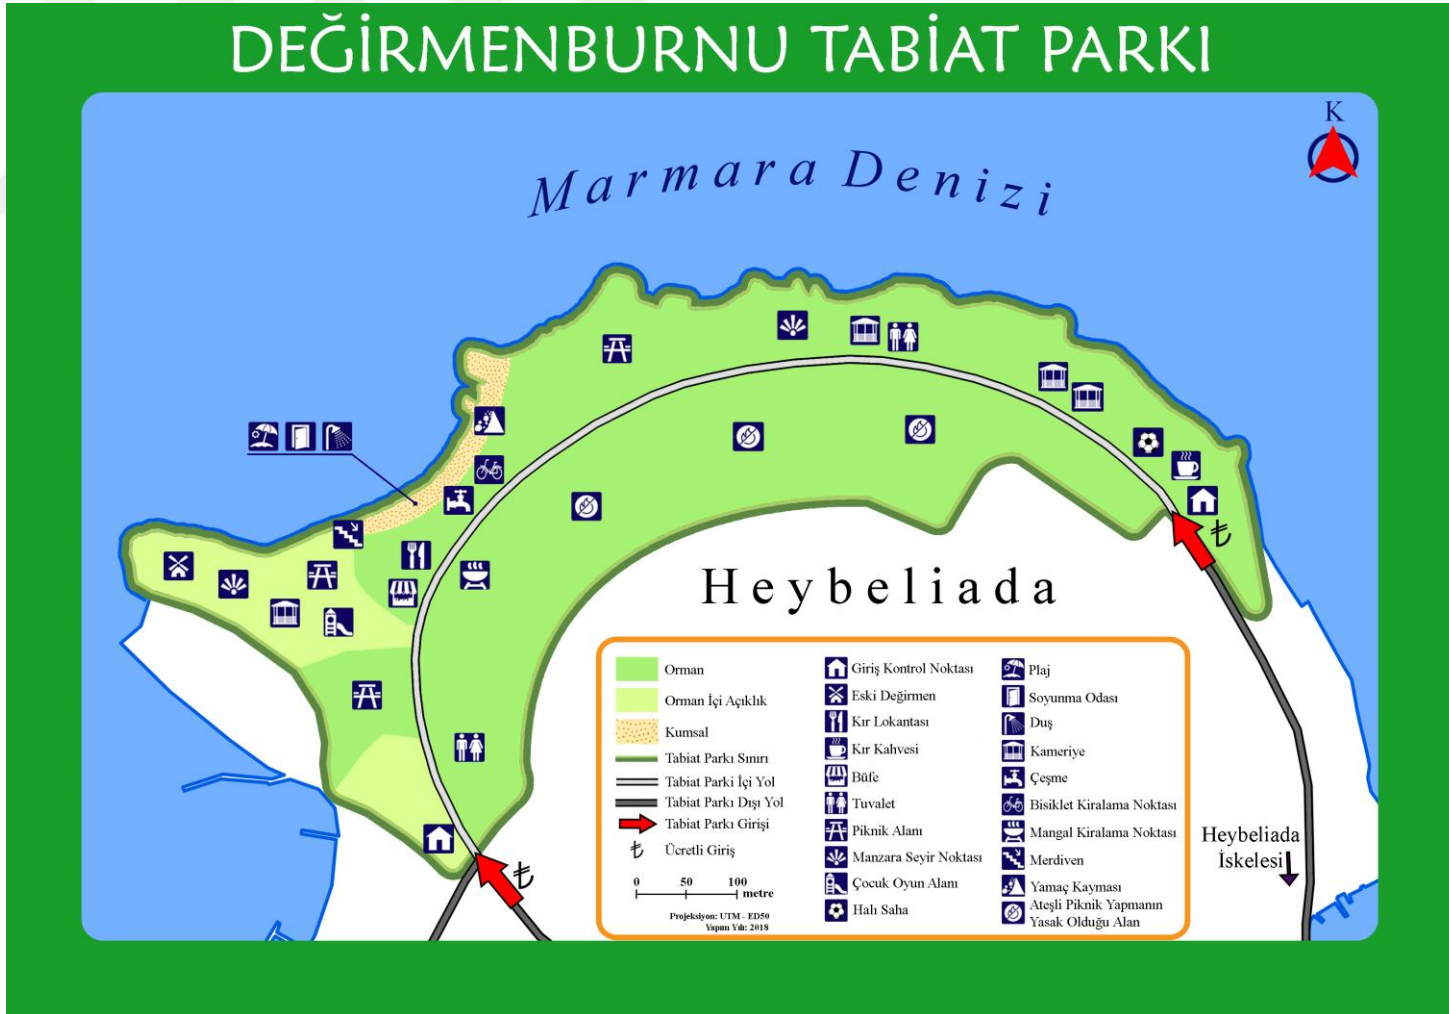 DEĞİRMENBURNU TABİAT PARKI
K
Marmara Denizi
₺
Heybeliada
Orman
Orman İçi Açıklık
Kumsal
Tabiat Parkı Sınırı
Tabiat Parki İçi Yol
Tabiat Parkı Dışı Yol
Tabiat Parkı Girişi
₺ Ücretli Giriş
0 50 100
metre
Projeksiyon: UTM - ED50
Yapım Yılı: 2018
Giriş Kontrol Noktası
Eski Değirmen
Kır Lokantası
Kır Kahvesi
Büfe
Tuvalet
Piknik Alanı
Manzara Seyir Noktası
Çocuk Oyun Alanı
Halı Saha
Plaj
Soyunma Odası
Duş
Kameriye
Çeşme
Bisiklet Kiralama Noktası
Mangal Kiralama Noktası
Merdiven
Yamaç Kayması
Ateşli Piknik Yapmanın
Yasak Olduğu Alan
Heybeliada
İskelesi
₺